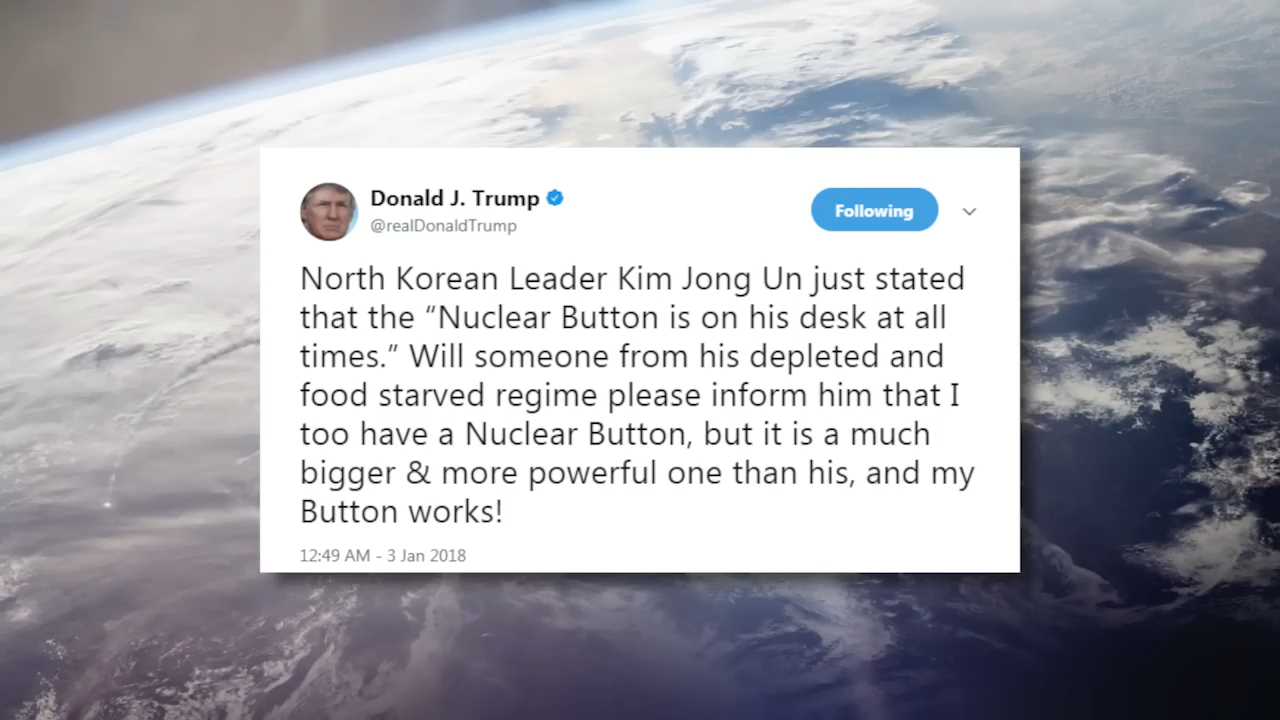 Donald J. Trump
@realDonaldTrump
Following
North Korean Leader Kim Jong Un just stated
that the “Nuclear Button is on his desk at all
times.” Will someone from his depleted and
food starved regime please inform him that I
too have a Nuclear Button, but it is a much
bigger & more powerful one than his, and my
Button works!
12:49 AM - 3 Jan 2018